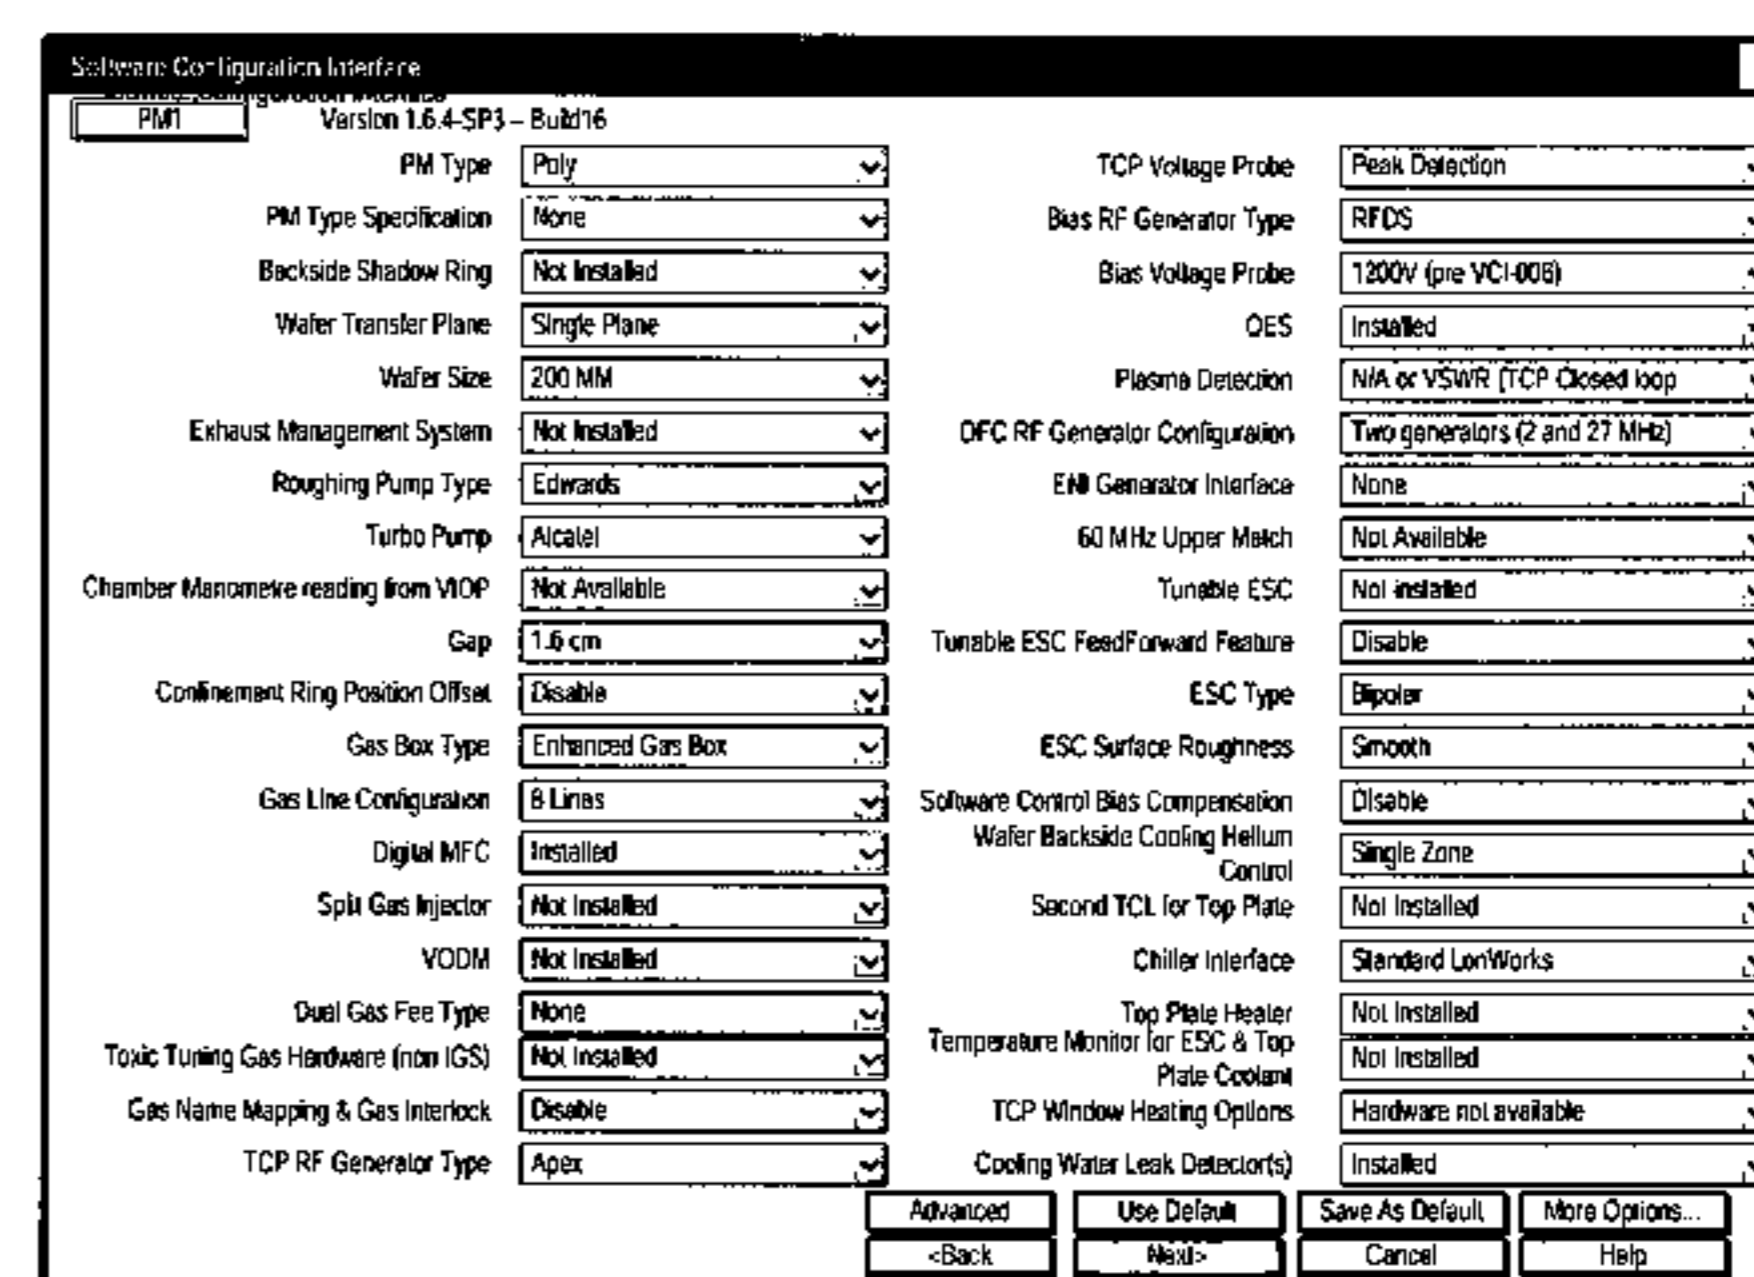 Software Configuration Interface
PM1 Version 1.6.4-SP3 – Build16
PM Type Poly TCP Voltage Probe Peak Detection
PM Type Specification None Bias RF Generator Type RFDS
Backside Shadow Ring Not Installed Bias Voltage Probe 1200V (pre VCI-006)
Wafer Transfer Plane Single Plane OES Installed
Wafer Size 200 MM Plasma Detection N/A or VSWR (TCP Closed loop
Exhaust Management System Not Installed DFC RF Generator Configuration Two generators (2 and 27 MHz)
Roughing Pump Type Edwards ENI Generator Interface None
Turbo Pump Alcatel 60 MHz Upper Match Not Available
Chamber Manometre reading from VIOP Not Available Tunable ESC Not installed
Gap 1.6 cm Tunable ESC FeedForward Feature Disable
Confinement Ring Position Offset Disable ESC Type Bipolar
Gas Box Type Enhanced Gas Box ESC Surface Roughness Smooth
Gas Line Configuration 8 Lines Software Control Bias Compensation Disable
Digital MFC Installed Wafer Backside Cooling Helium Control Single Zone
Split Gas Injector Not Installed Second TCL for Top Plate Not Installed
VODM Not Installed Chiller Interface Standard LonWorks
Dual Gas Fee Type None Top Plate Heater Not Installed
Toxic Tuning Gas Hardware (non IGS) Not Installed Temperature Monitor for ESC & Top Plate Coolant Not Installed
Gas Name Mapping & Gas Interlock Disable TCP Window Heating Options Hardware not available
TCP RF Generator Type Apex Cooling Water Leak Detector(s) Installed
Advanced Use Default Save As Default More Options...
<Back Next> Cancel Help